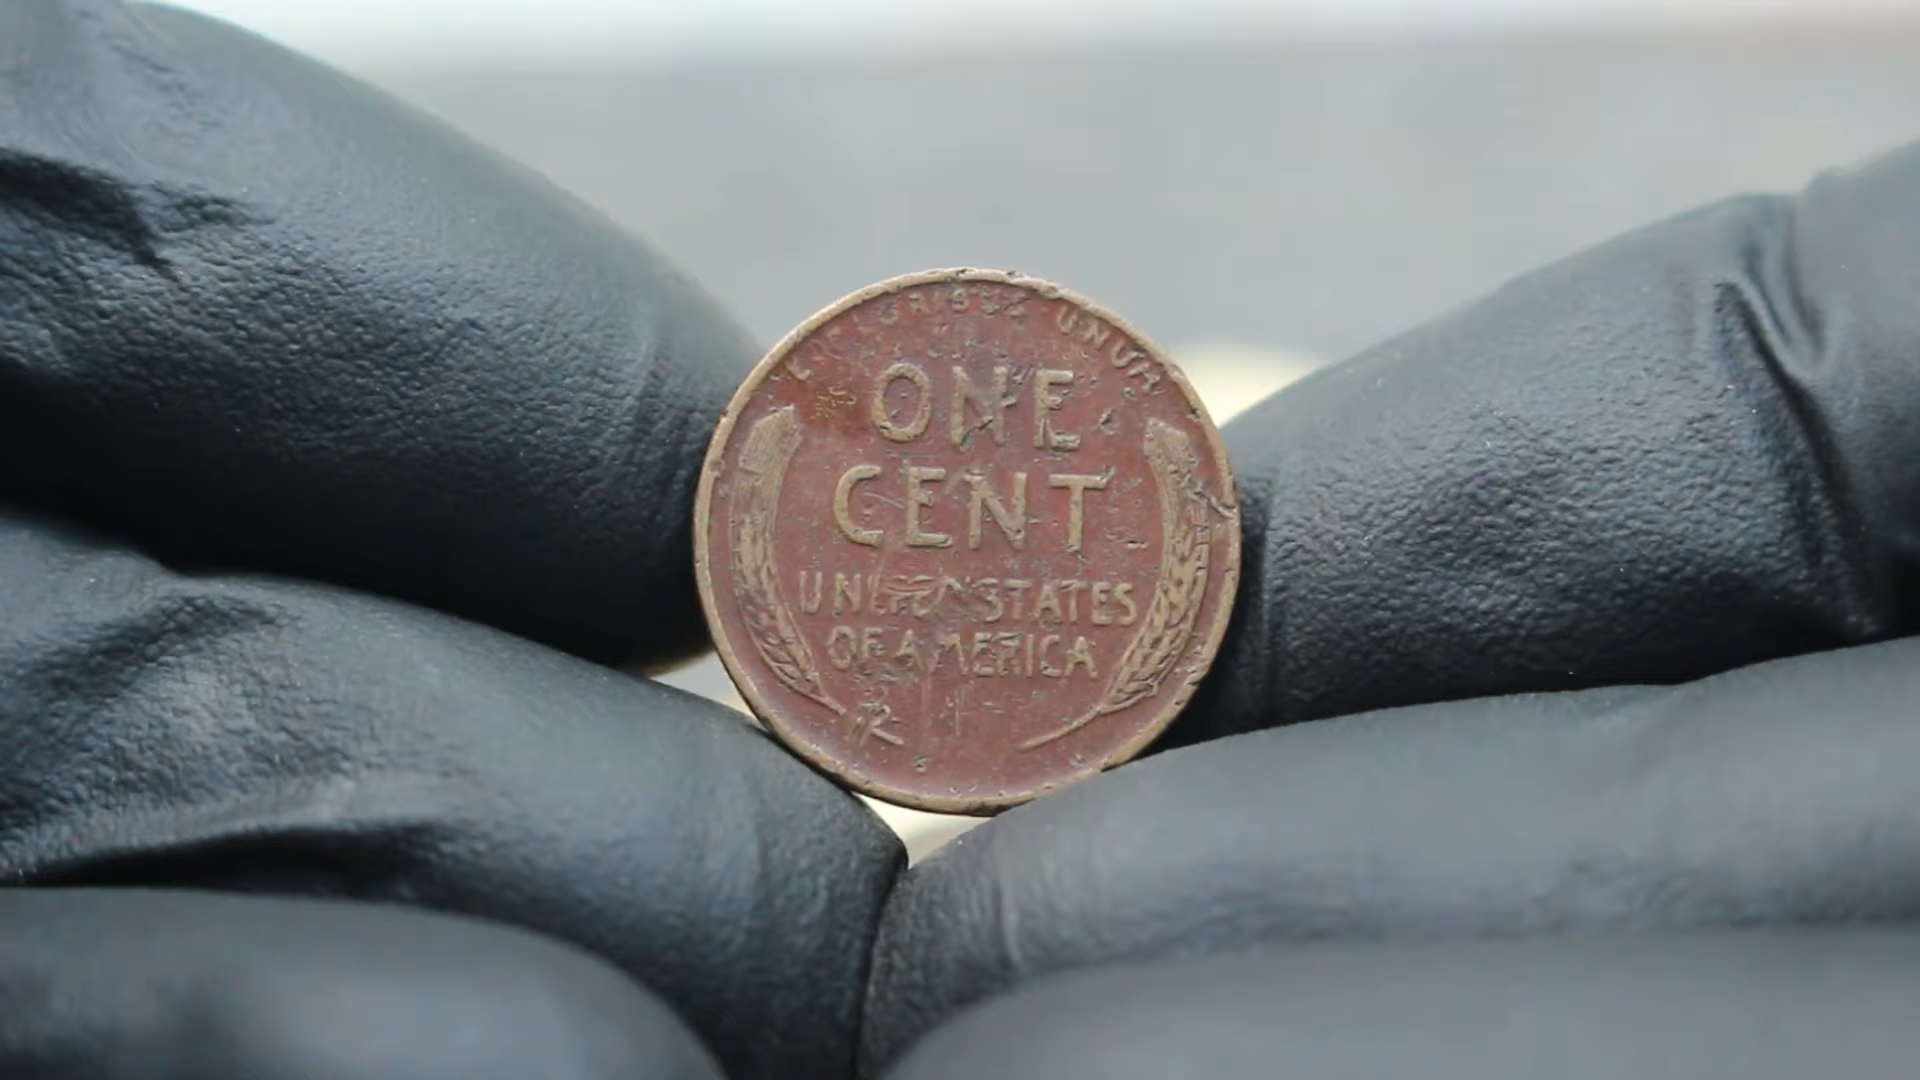 UNUM
ONE
CENT
UNITED STATES
OF AMERICA